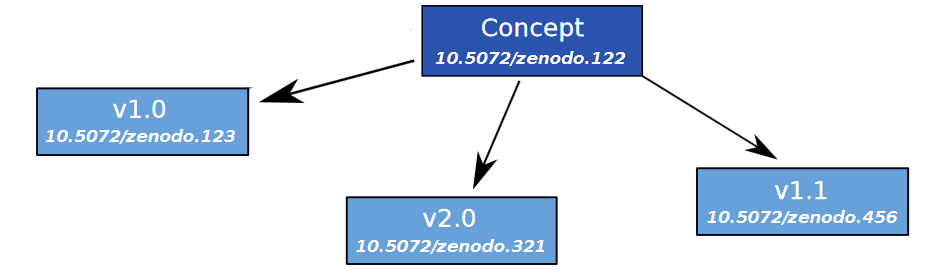 Concept
10.5072/zenodo.122
v1.0
10.5072/zenodo.123
v2.0
10.5072/zenodo.321
v1.1
10.5072/zenodo.456